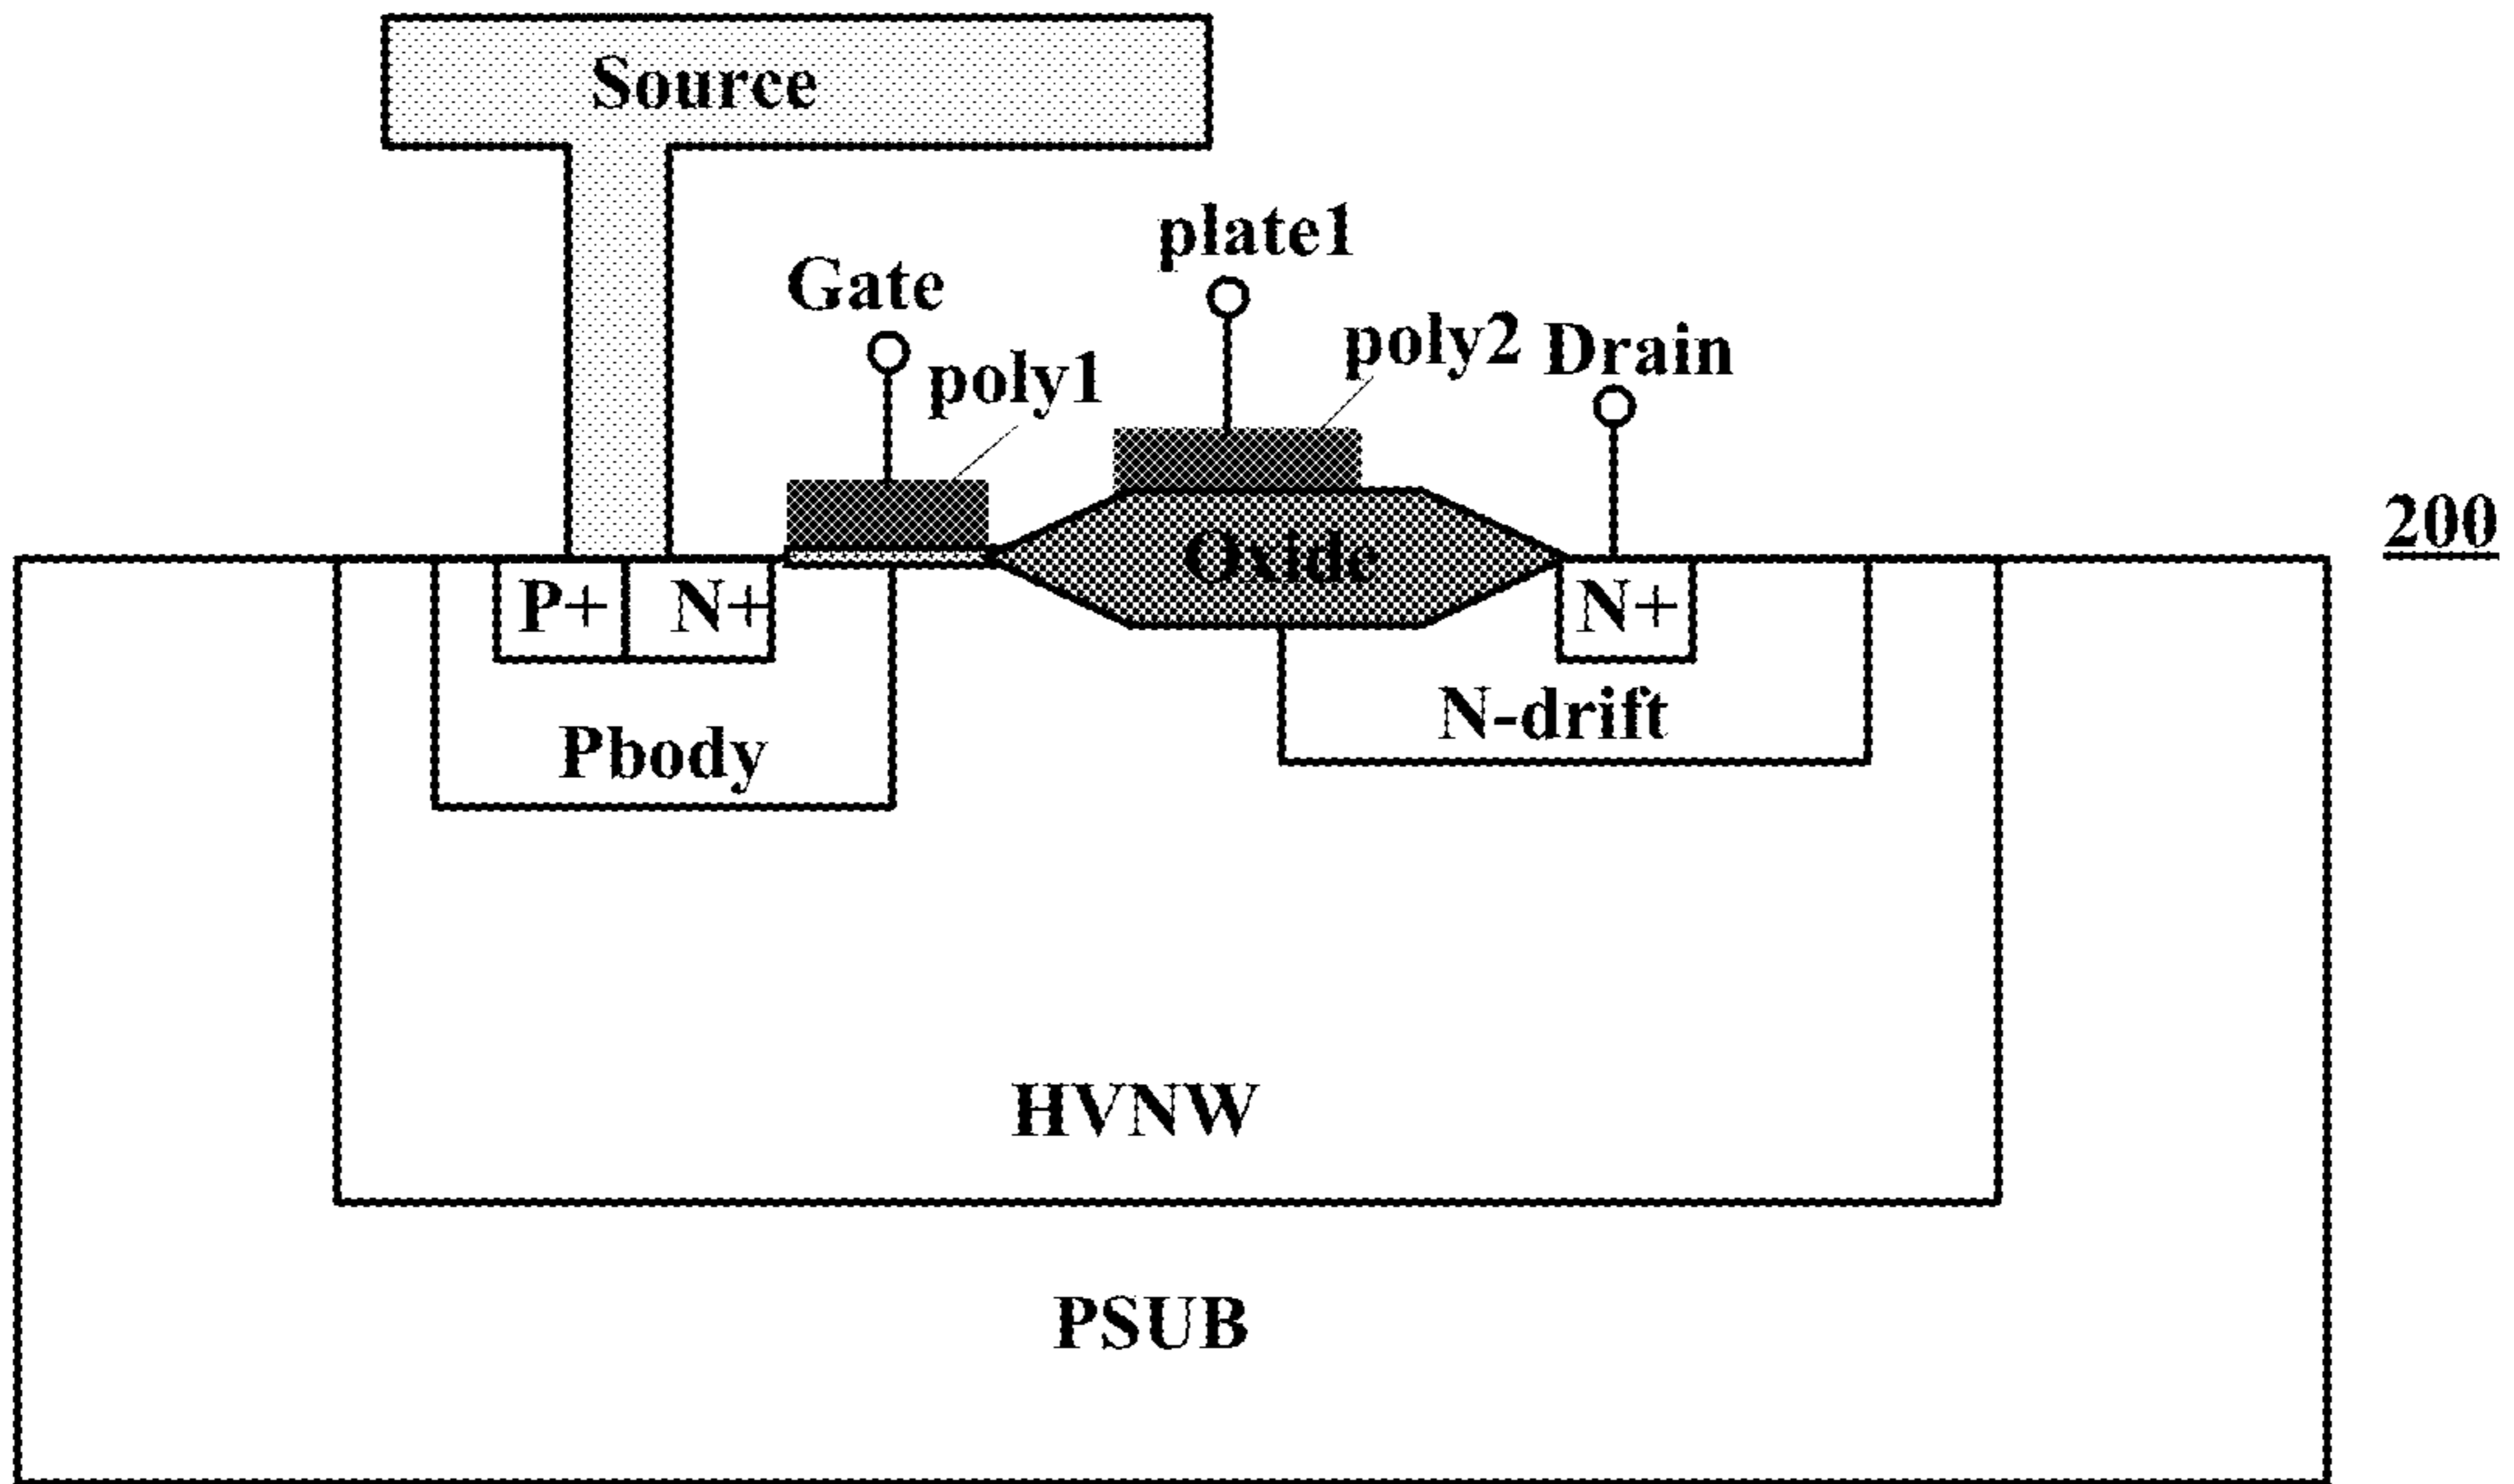 Source
plate1
Gate
poly2
Drain
poly1
200
Oxide
P+
N+
N+
N-drift
Pbody
HVNW
PSUB